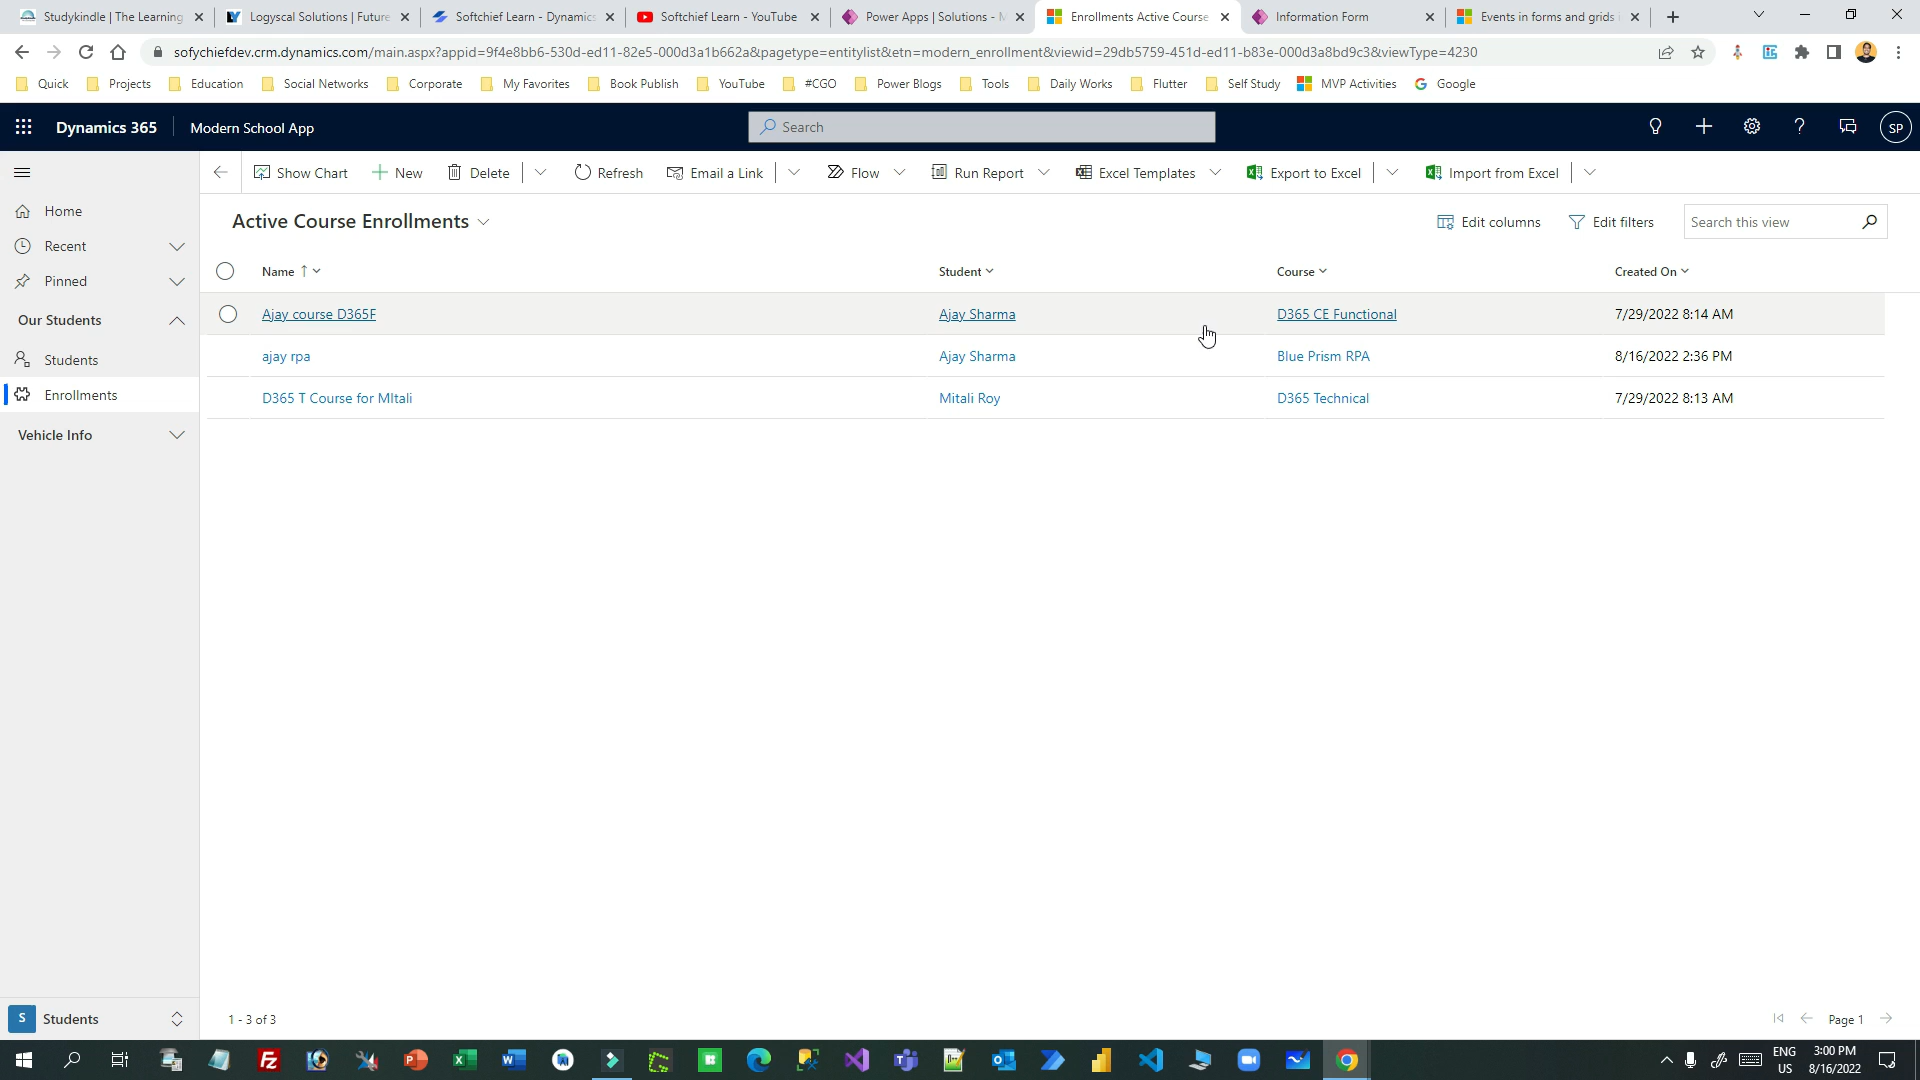 Studykindle | The Learning
Logyscal Solutions | Future
Softchief Learn - Dynamics
Softchief Learn - YouTube
Power Apps | Solutions - M
Enrollments Active Course
Information Form
Events in forms and grids i
sofychiefdev.crm.dynamics.com/main.aspx?appid=9f4e8bb6-530d-ed11-82e5-000d3a1b662a&pagetype=entitylist&etn=modern_enrollment&viewid=29db5759-451d-ed11-b83e-000d3a8bd9c3&viewType=4230
Quick Projects Education Social Networks Corporate My Favorites Book Publish YouTube #CGO Power Blogs Tools Daily Works Flutter Self Study MVP Activities Google
Dynamics 365 Modern School App Search SP
Show Chart New Delete Refresh Email a Link Flow Run Report Excel Templates Export to Excel Import from Excel
Home
Recent
Pinned
Our Students
Students
Enrollments
Vehicle Info
Active Course Enrollments Edit columns Edit filters Search this view
Name Student Course Created On
Ajay course D365F Ajay Sharma D365 CE Functional 7/29/2022 8:14 AM
ajay rpa Ajay Sharma Blue Prism RPA 8/16/2022 2:36 PM
D365 T Course for MItali Mitali Roy D365 Technical 7/29/2022 8:13 AM
S Students
1 - 3 of 3 Page 1
ENG
US
3:00 PM
8/16/2022